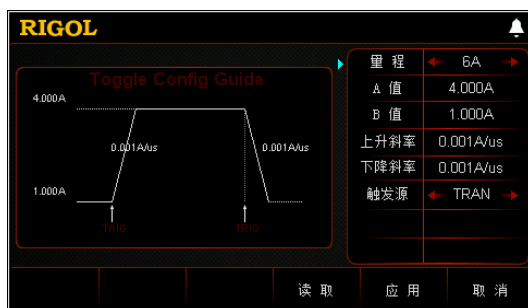 RIGOL
Toggle Config Guide
4.000A
0.001A/us
0.001A/us
1.000A
TRIG
TRIG
量程 6A
A 值 4.000A
B 值 1.000A
上升斜率 0.001A/us
下降斜率 0.001A/us
触发源 TRAN
读取 应用 取消